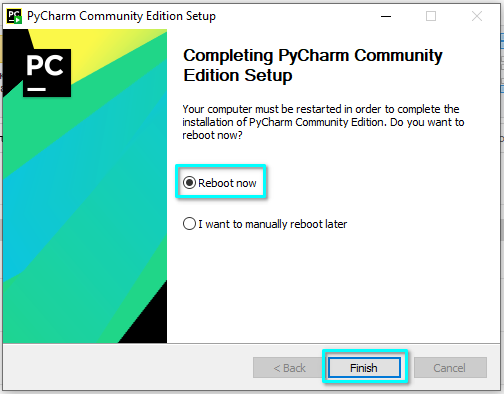 PyCharm Community Edition Setup
PC
Completing PyCharm Community
Edition Setup
Your computer must be restarted in order to complete the
installation of PyCharm Community Edition. Do you want to
reboot now?
Reboot now
I want to manually reboot later
< Back
Finish
Cancel